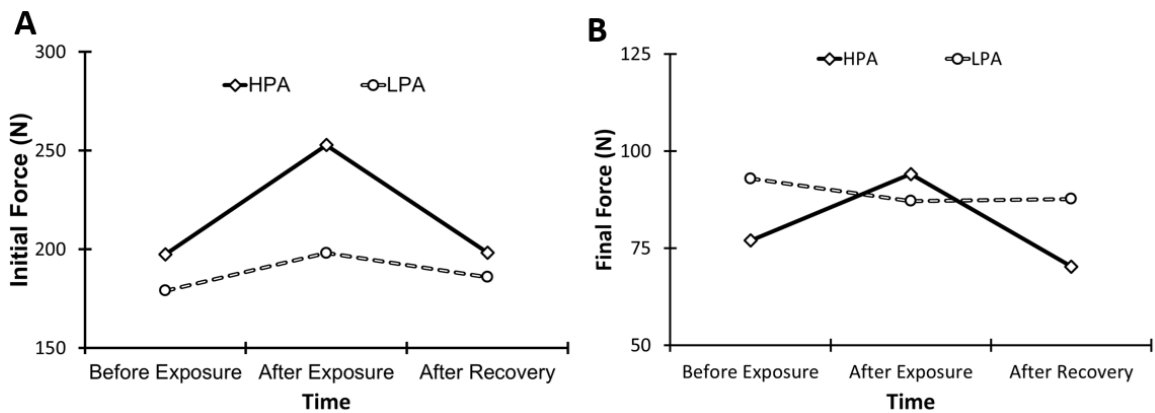 A
300
HPA LPA
250
200
150
Initial Force (N)
Before Exposure After Exposure After Recovery
Time
B
125
HPA LPA
100
75
50
Final Force (N)
Before Exposure After Exposure After Recovery
Time